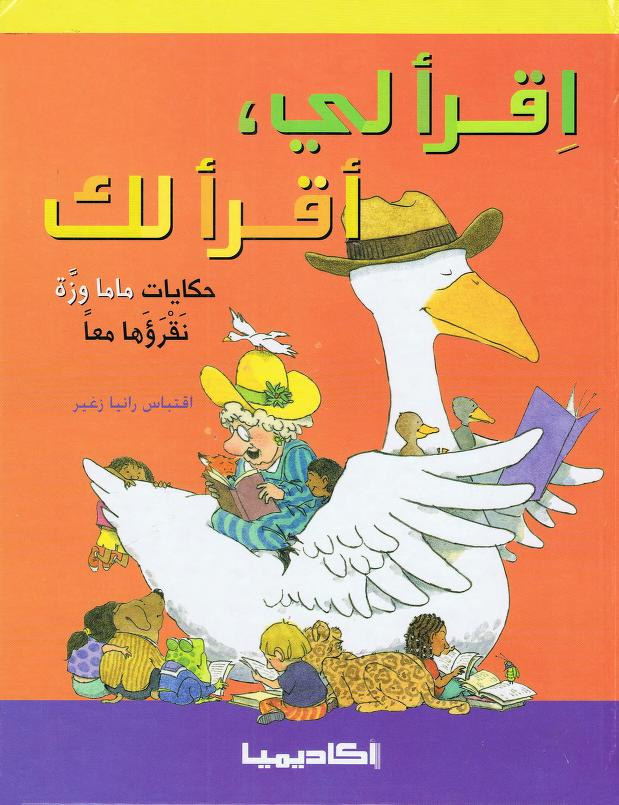 اِقرأ لي،
أقرأ لك
حكايات ماما وزَّة
نَقْرَؤَها معاً
اقتباس رانيا زغير
أكاديميا